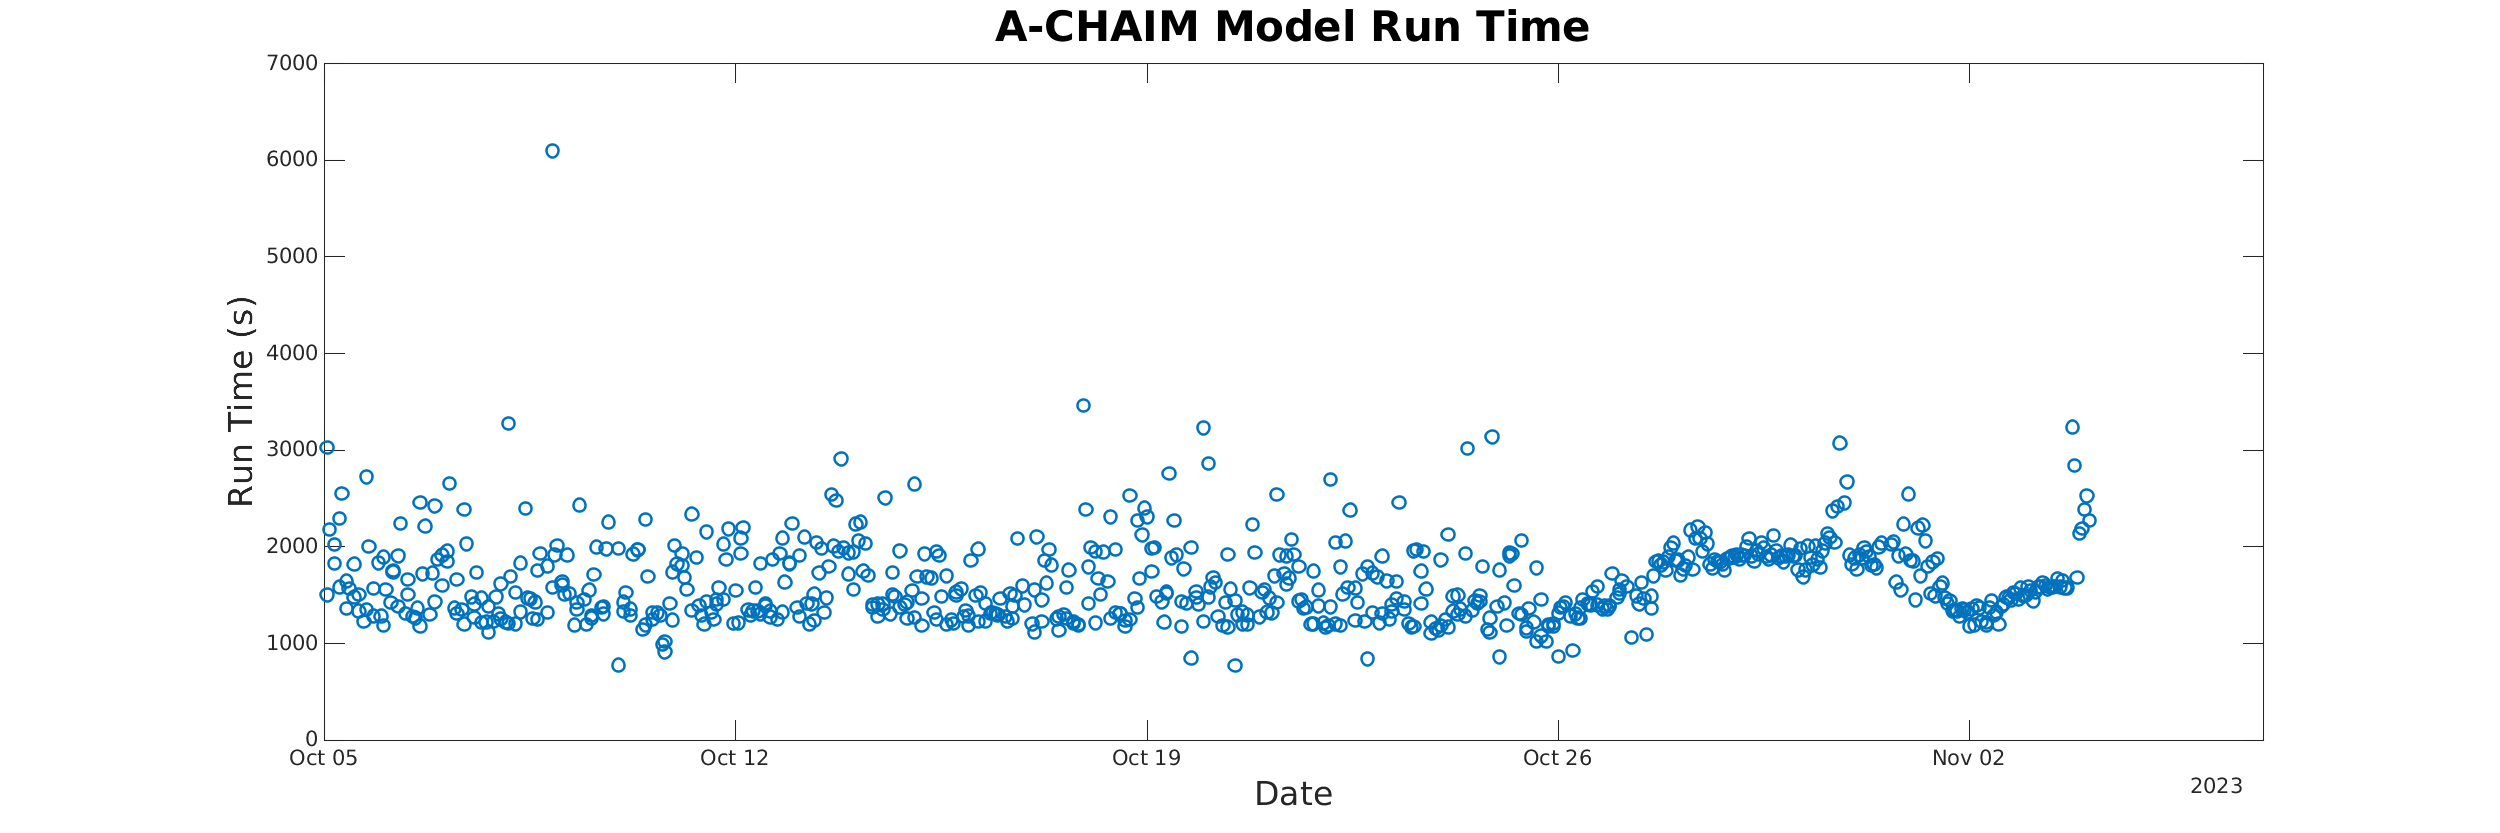 A-CHAIM Model Run Time
Run Time (s)
7000
6000
5000
4000
3000
2000
1000
0
Oct 05 Oct 12 Oct 19 Oct 26 Nov 02
2023
Date